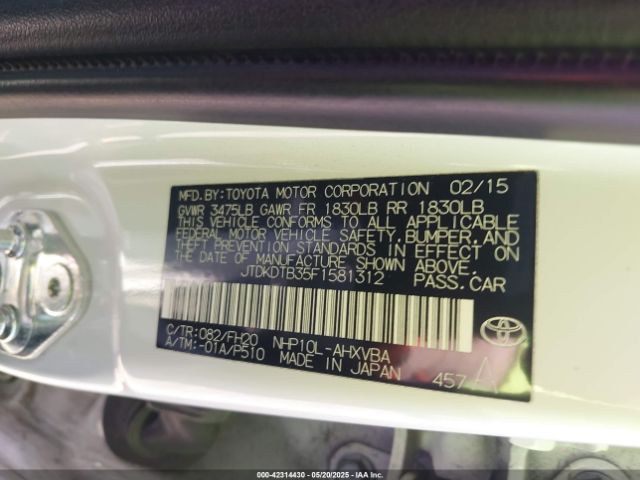 MFD. BY: TOYOTA MOTOR CORPORATION 02/15
GVWR 3475LB GAWR FR 1830LB RR 1830LB
THIS VEHICLE CONFORMS TO ALL APPLICABLE
FEDERAL MOTOR VEHICLE SAFETY, BUMPER, AND
THEFT PREVENTION STANDARDS IN EFFECT ON
THE DATE OF MANUFACTURE SHOWN ABOVE.
JTDKDTB35F1581312 PASS. CAR
C/TR: 082/FH20 NHP10L-AHXVBA
A/TM: -01A/P510 MADE IN JAPAN 457 A
000-42314430 | 05/20/2025 | IAAI.COM